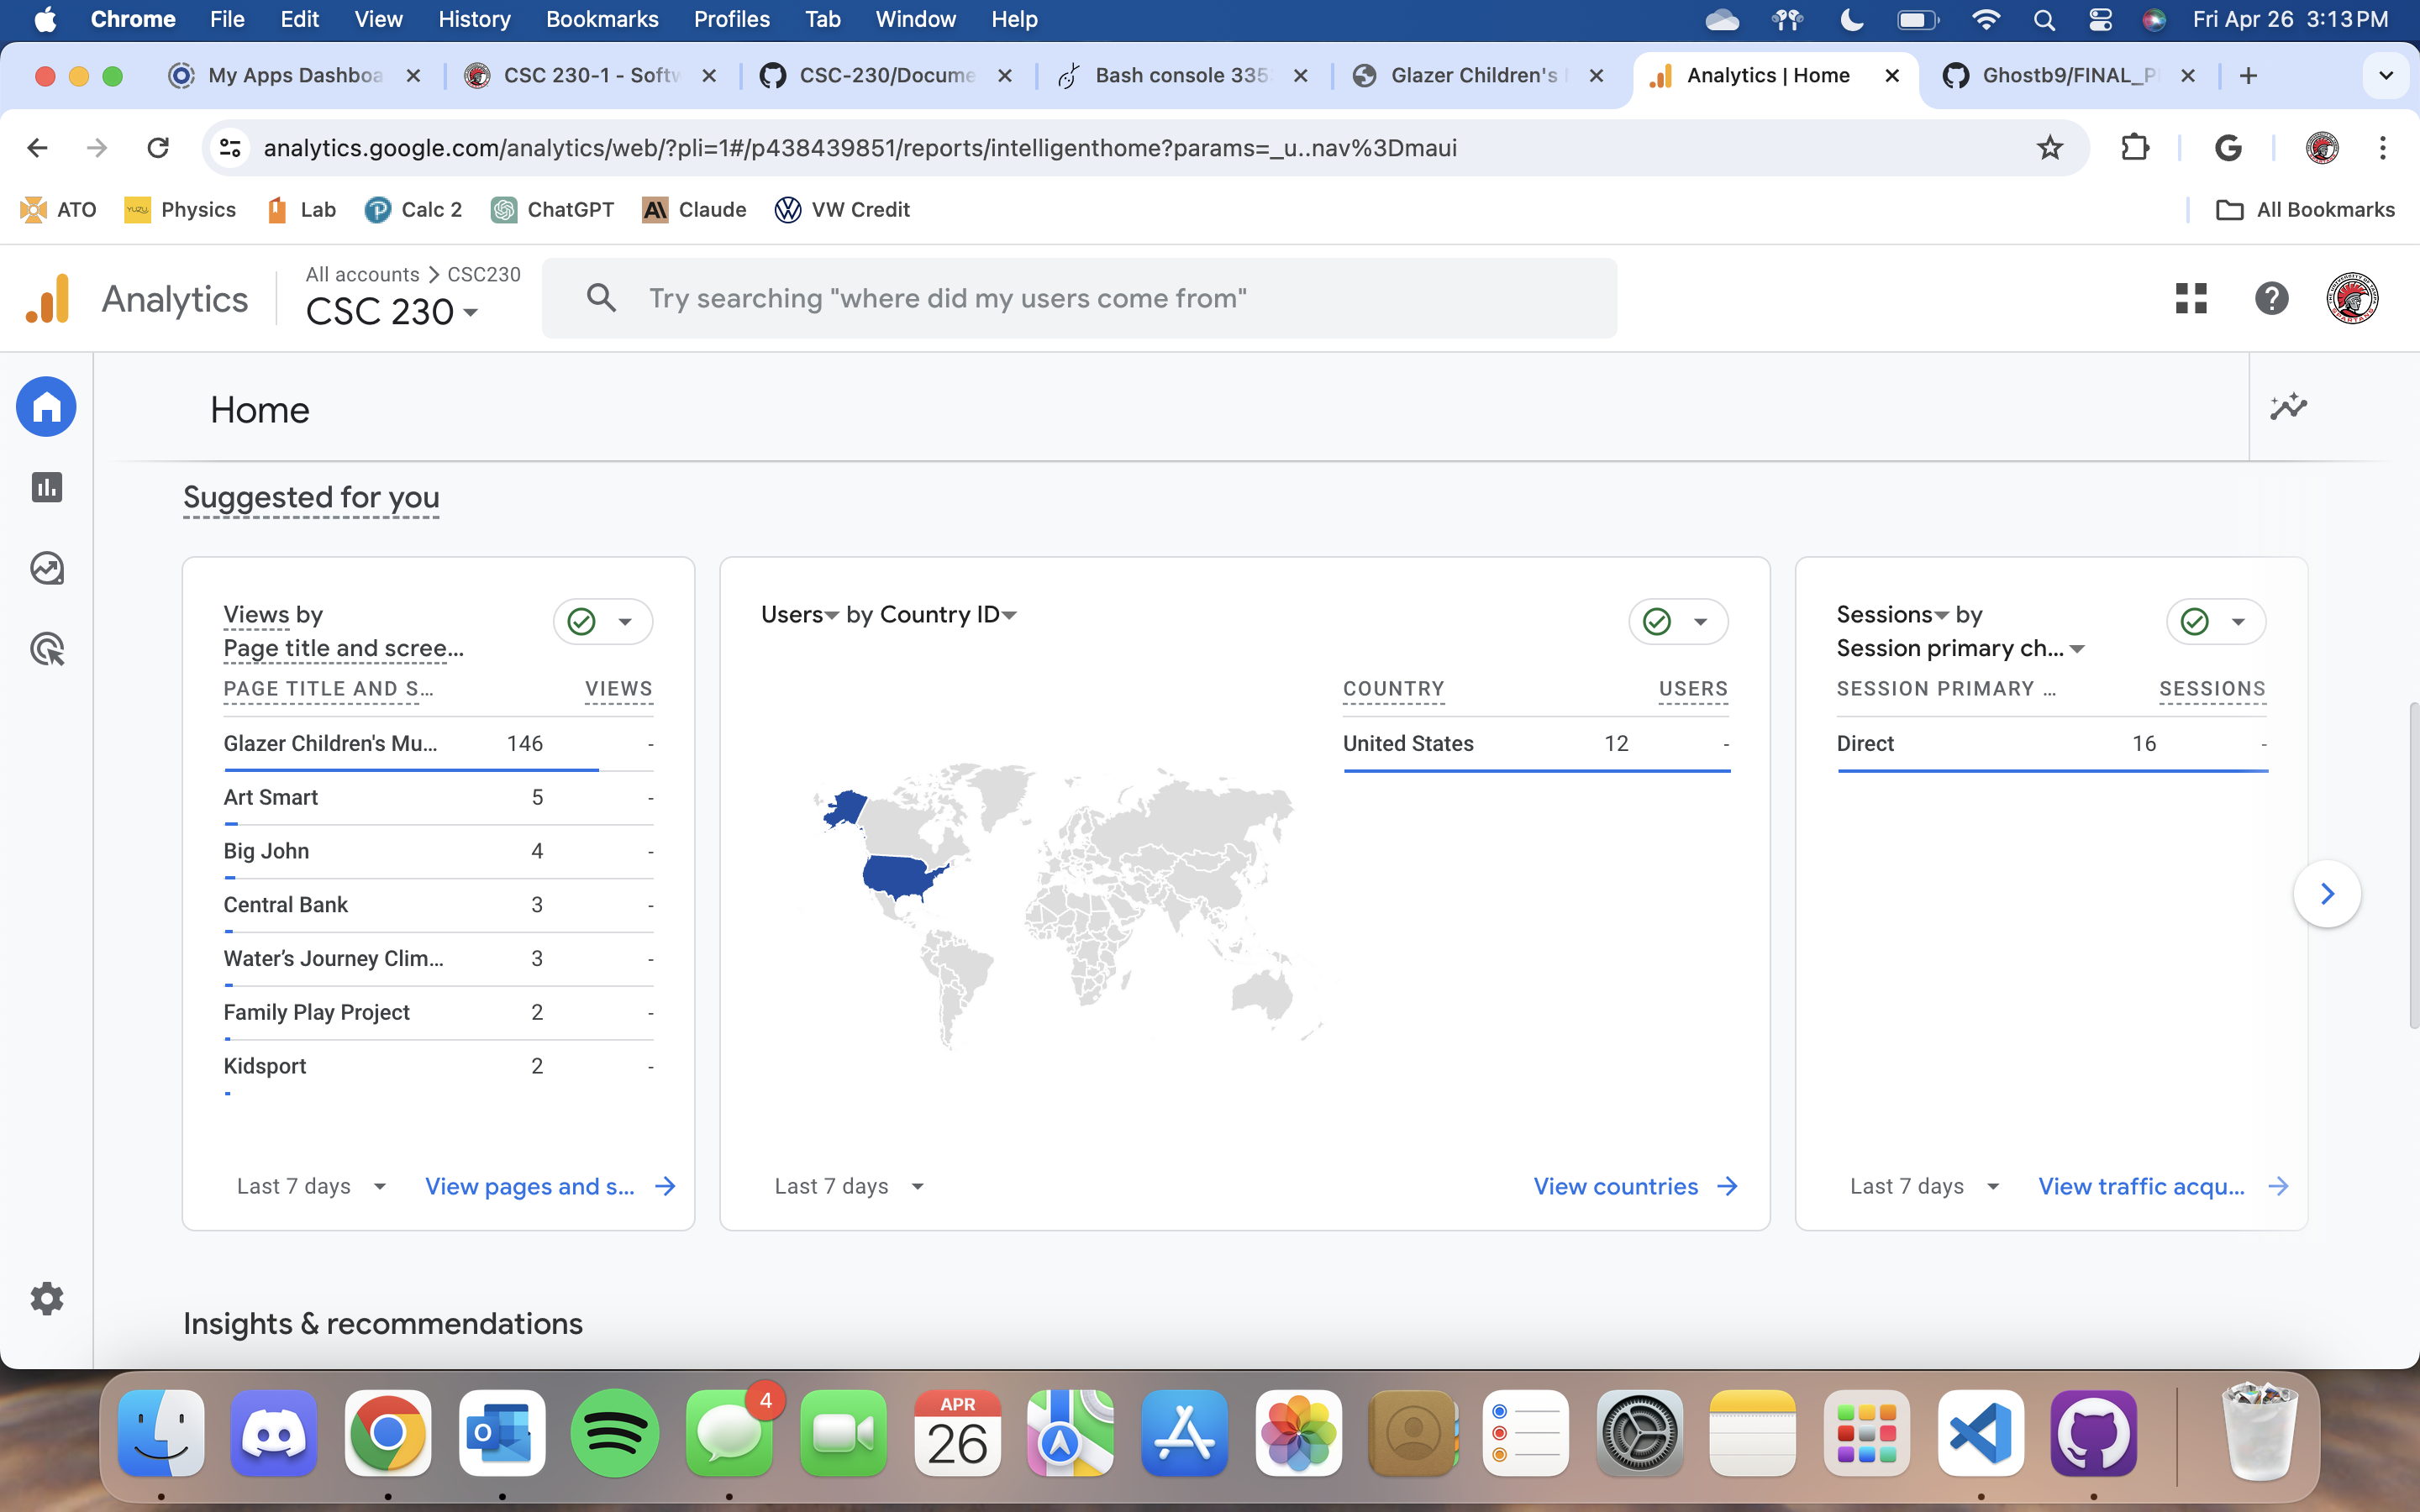 Chrome File Edit View History Bookmarks Profiles Tab Window Help Fri Apr 26 3:13 PM
My Apps Dashboa CSC 230-1 - Softw CSC-230/Docume Bash console 335 Glazer Children's Analytics | Home Ghostb9/FINAL_P
analytics.google.com/analytics/web/?pli=1#/p438439851/reports/intelligenthome?params=_u..nav%3Dmaui
ATO Physics Lab Calc 2 ChatGPT Claude VW Credit All Bookmarks
Analytics
All accounts > CSC230
CSC 230
Try searching "where did my users come from"
Home
Suggested for you
Views by
Page title and scree...
PAGE TITLE AND S... VIEWS
Glazer Children's Mu... 146 -
Art Smart 5 -
Big John 4 -
Central Bank 3 -
Water’s Journey Clim... 3 -
Family Play Project 2 -
Kidsport 2 -
Last 7 days View pages and s...
Users by Country ID
COUNTRY USERS
United States 12 -
Last 7 days View countries
Sessions by
Session primary ch...
SESSION PRIMARY ... SESSIONS
Direct 16 -
Last 7 days View traffic acqu...
Insights & recommendations
4
APR
26